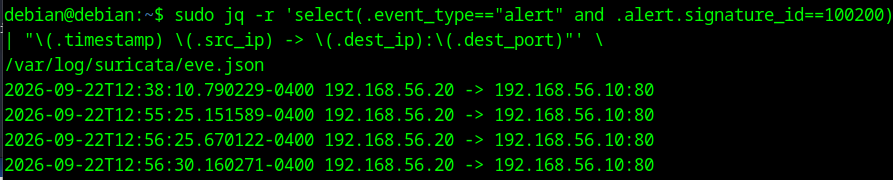 debian@debian:~$ sudo jq -r 'select(.event_type=="alert" and .alert.signature_id==100200)
| "\(.timestamp) \(.src_ip) -> \(.dest_ip):\(.dest_port)"' \
/var/log/suricata/eve.json
2026-09-22T12:38:10.790229-0400 192.168.56.20 -> 192.168.56.10:80
2026-09-22T12:55:25.151589-0400 192.168.56.20 -> 192.168.56.10:80
2026-09-22T12:56:25.670122-0400 192.168.56.20 -> 192.168.56.10:80
2026-09-22T12:56:30.160271-0400 192.168.56.20 -> 192.168.56.10:80